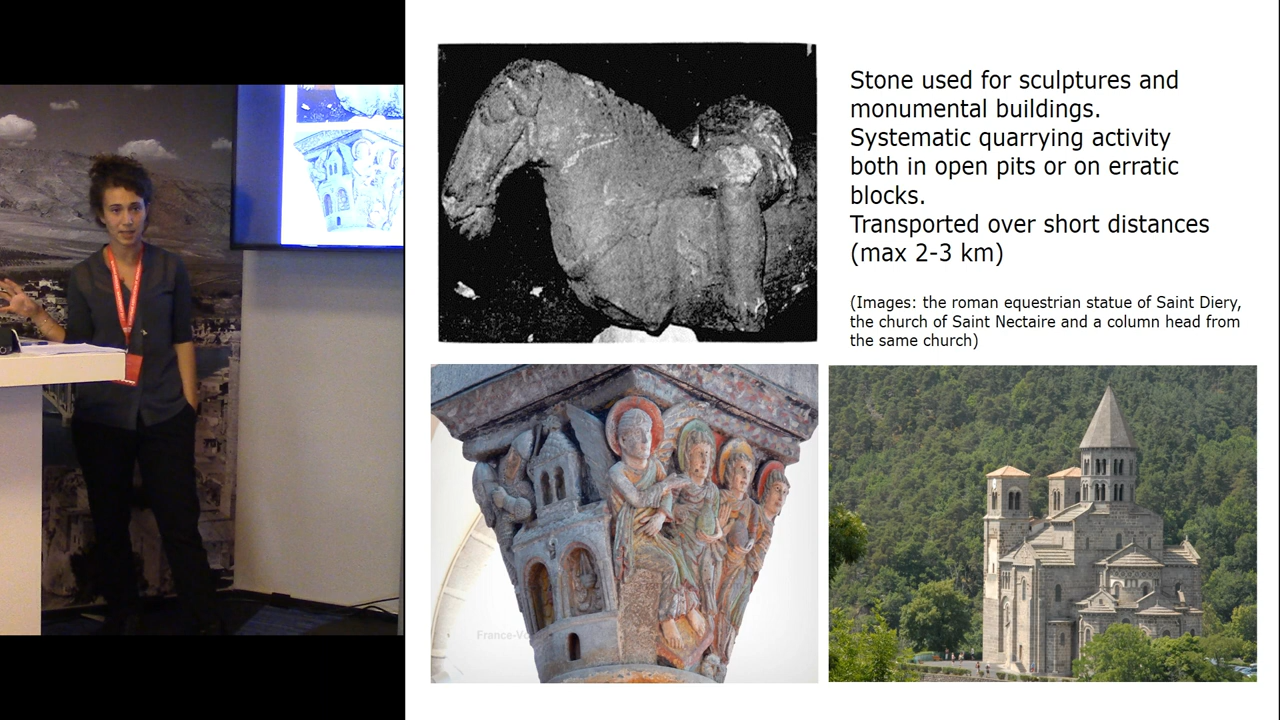 Stone used for sculptures and
monumental buildings.
Systematic quarrying activity
both in open pits or on erratic
blocks.
Transported over short distances
(max 2-3 km)
(Images: the roman equestrian statue of Saint Diery,
the church of Saint Nectaire and a column head from
the same church)
France-Vo